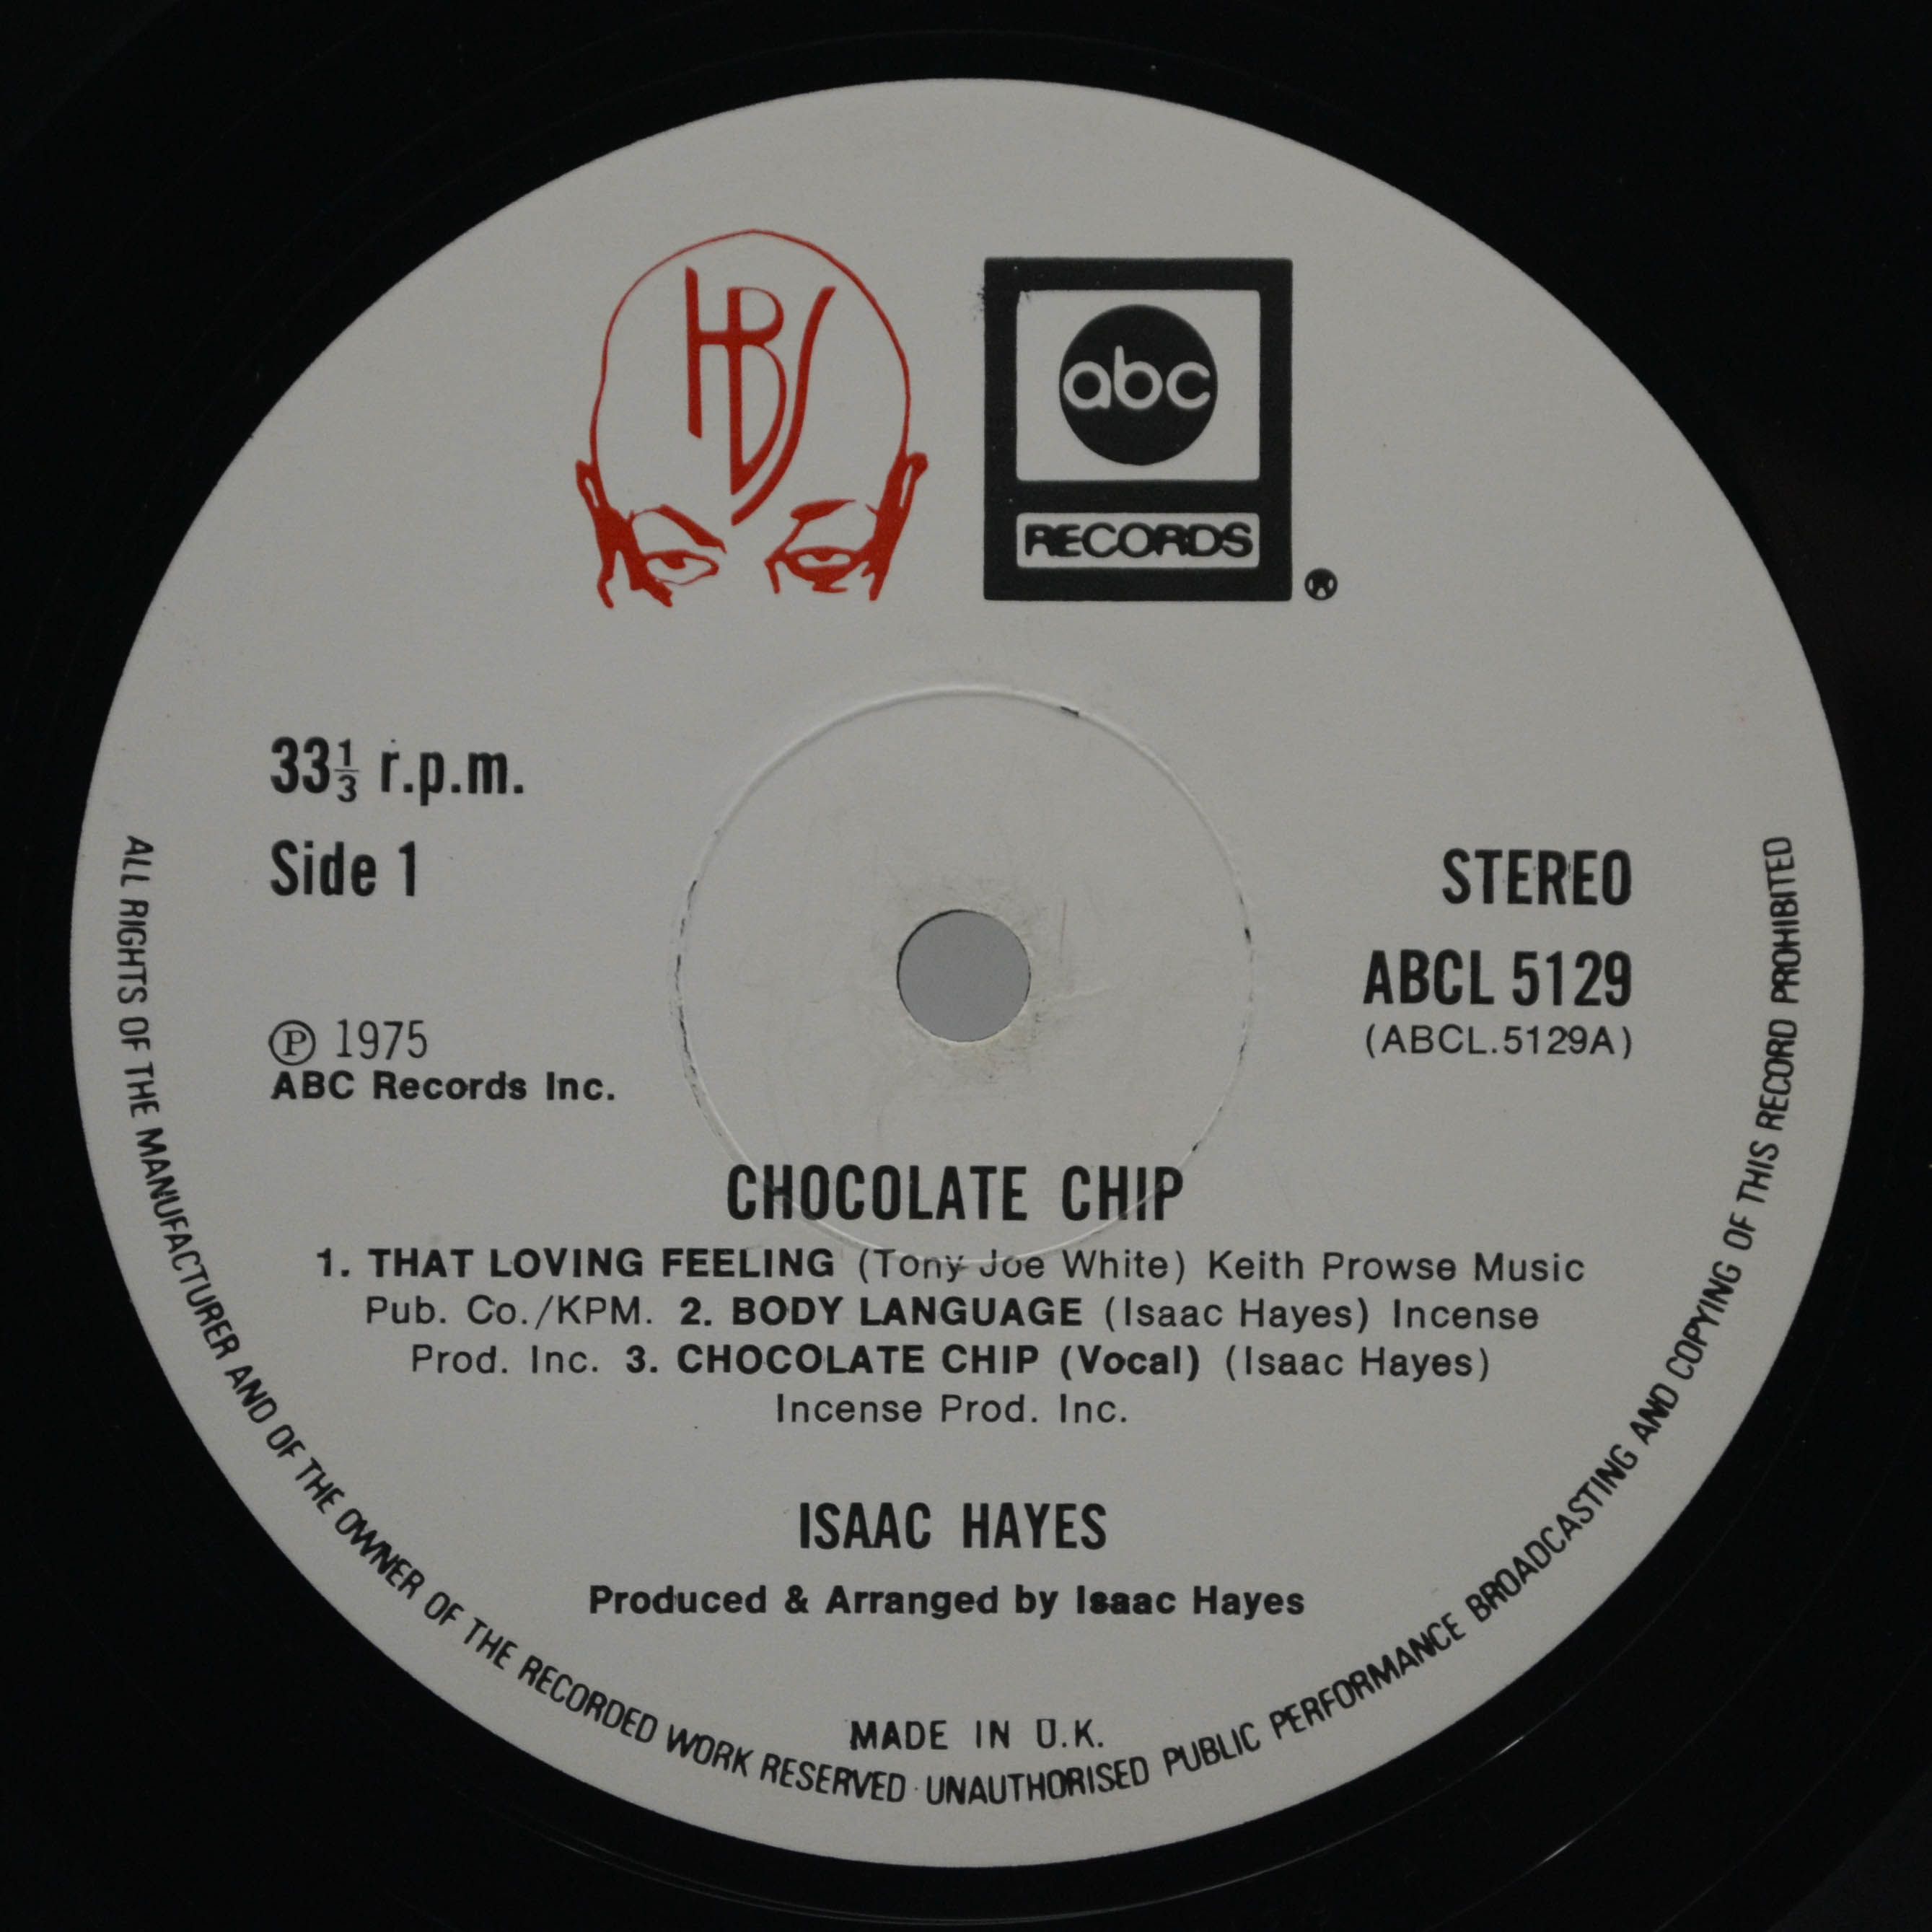 HBS
abc
RECORDS
®
33⅓ r.p.m.
Side 1
STEREO
ABCL 5129
(ABCL.5129A)
℗ 1975
ABC Records Inc.
CHOCOLATE CHIP
1. THAT LOVING FEELING (Tony Joe White) Keith Prowse Music
Pub. Co./KPM. 2. BODY LANGUAGE (Isaac Hayes) Incense
Prod. Inc. 3. CHOCOLATE CHIP (Vocal) (Isaac Hayes)
Incense Prod. Inc.
ISAAC HAYES
Produced & Arranged by Isaac Hayes
MADE IN U.K.
ALL RIGHTS OF THE MANUFACTURER AND OF THE OWNER OF THE RECORDED WORK RESERVED · UNAUTHORISED PUBLIC PERFORMANCE BROADCASTING AND COPYING OF THIS RECORD PROHIBITED